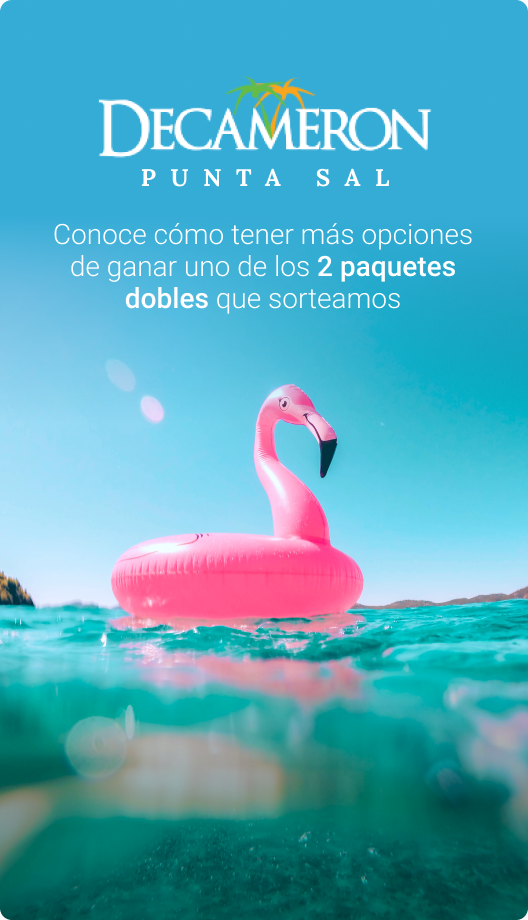 DECAMERON
PUNTA SAL
Conoce cómo tener más opciones
de ganar uno de los 2 paquetes
dobles que sorteamos